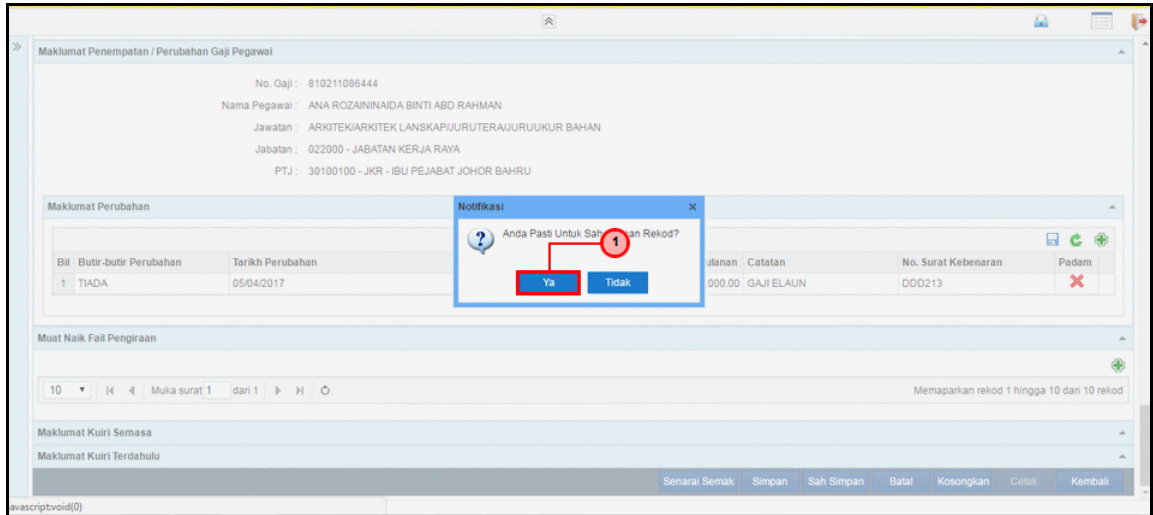 Maklumat Penempatan / Perubahan Gaji Pegawai
No. Gaji : 810211086444
Nama Pegawai : ANA ROZAININAIDA BINTI ABD RAHMAN
Jawatan : ARKITEK/ARKITEK LANSKAP/JURUTERA/JURUUKUR BAHAN
Jabatan : 022000 - JABATAN KERJA RAYA
PTJ : 30100100 - JKR - IBU PEJABAT JOHOR BAHRU
Maklumat Perubahan
Notifikasi x
Anda Pasti Untuk Sah an Rekod?
1
Ya Tidak
Bil Butir-butir Perubahan Tarikh Perubahan ulanan Catatan No. Surat Kebenaran Padam
1 TIADA 05/04/2017 000.00 GAJI ELAUN DDD213
Muat Naik Fail Pengiraan
10 Muka surat 1 dari 1 Memaparkan rekod 1 hingga 10 dari 10 rekod
Maklumat Kuiri Semasa
Maklumat Kuiri Terdahulu
Senarai Semak Simpan Sah Simpan Batal Kosongkan Cetak Kembali
avascript:void(0)